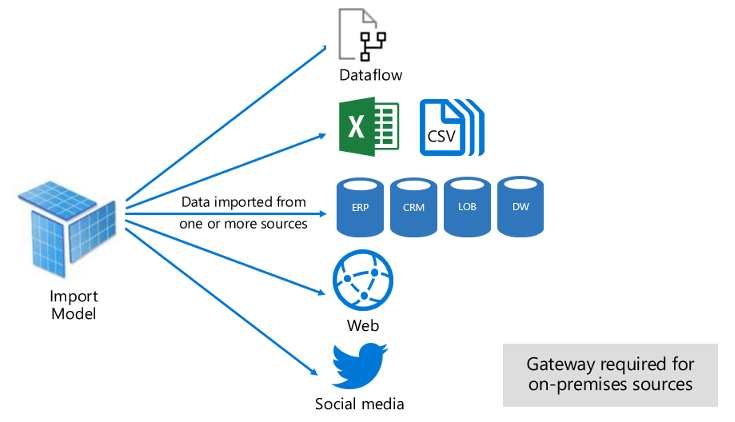 Dataflow
X
CSV
Data imported from
one or more sources
ERP
CRM
LOB
DW
Import
Model
Web
Social media
Gateway required for
on-premises sources